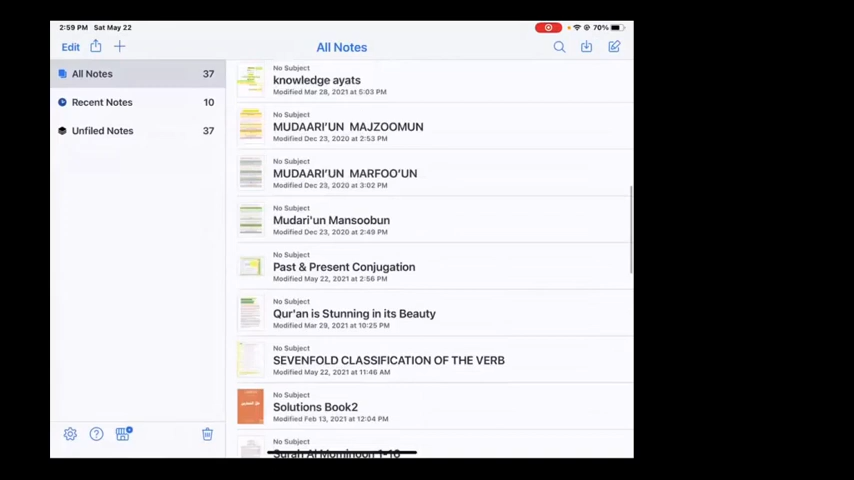 2:59 PM Sat May 22
70%
Edit
All Notes
All Notes 37
Recent Notes 10
Unfiled Notes 37
No Subject
knowledge ayats
Modified Mar 28, 2021 at 5:03 PM
No Subject
MUDAARI'UN MAJZOOMUN
Modified Dec 23, 2020 at 2:53 PM
No Subject
MUDAARI'UN MARFOO'UN
Modified Dec 23, 2020 at 3:02 PM
No Subject
Mudari'un Mansoobun
Modified Dec 23, 2020 at 2:49 PM
No Subject
Past & Present Conjugation
Modified May 22, 2021 at 2:56 PM
No Subject
Qur'an is Stunning in its Beauty
Modified Mar 29, 2021 at 10:25 PM
No Subject
SEVENFOLD CLASSIFICATION OF THE VERB
Modified May 22, 2021 at 11:46 AM
No Subject
Solutions Book2
Modified Feb 13, 2021 at 12:04 PM
No Subject
Surah Al Mominoon 1-10